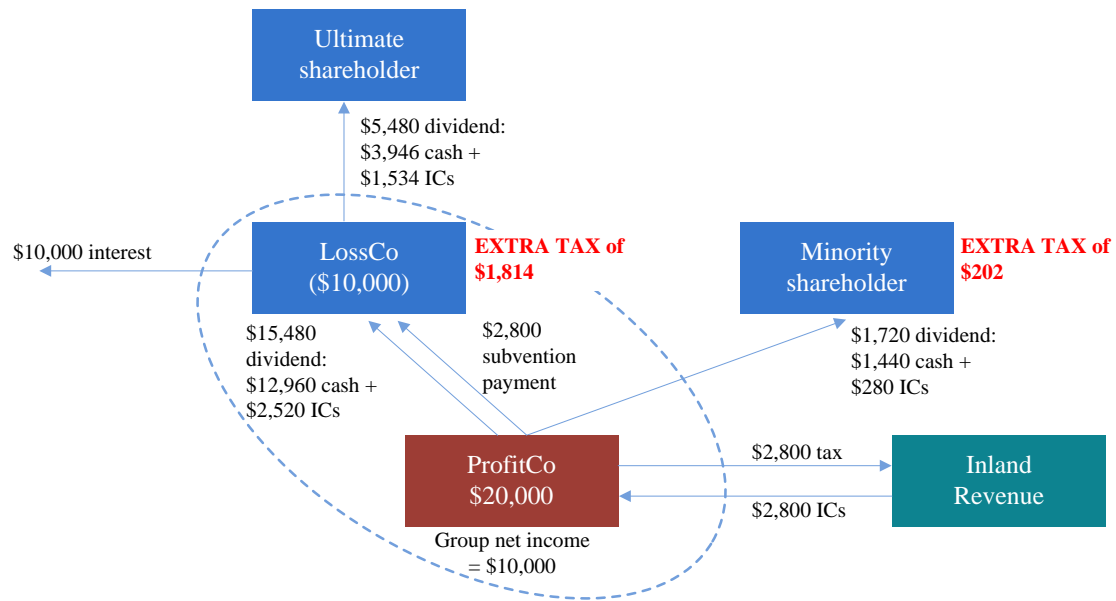 Ultimate
shareholder
$5,480 dividend:
$3,946 cash +
$1,534 ICs
$10,000 interest
LossCo
($10,000)
EXTRA TAX of
$1,814
Minority
shareholder
EXTRA TAX of
$202
$15,480
dividend:
$12,960 cash +
$2,520 ICs
$2,800
subvention
payment
$1,720 dividend:
$1,440 cash +
$280 ICs
ProfitCo
$20,000
$2,800 tax
$2,800 ICs
Inland
Revenue
Group net income
= $10,000